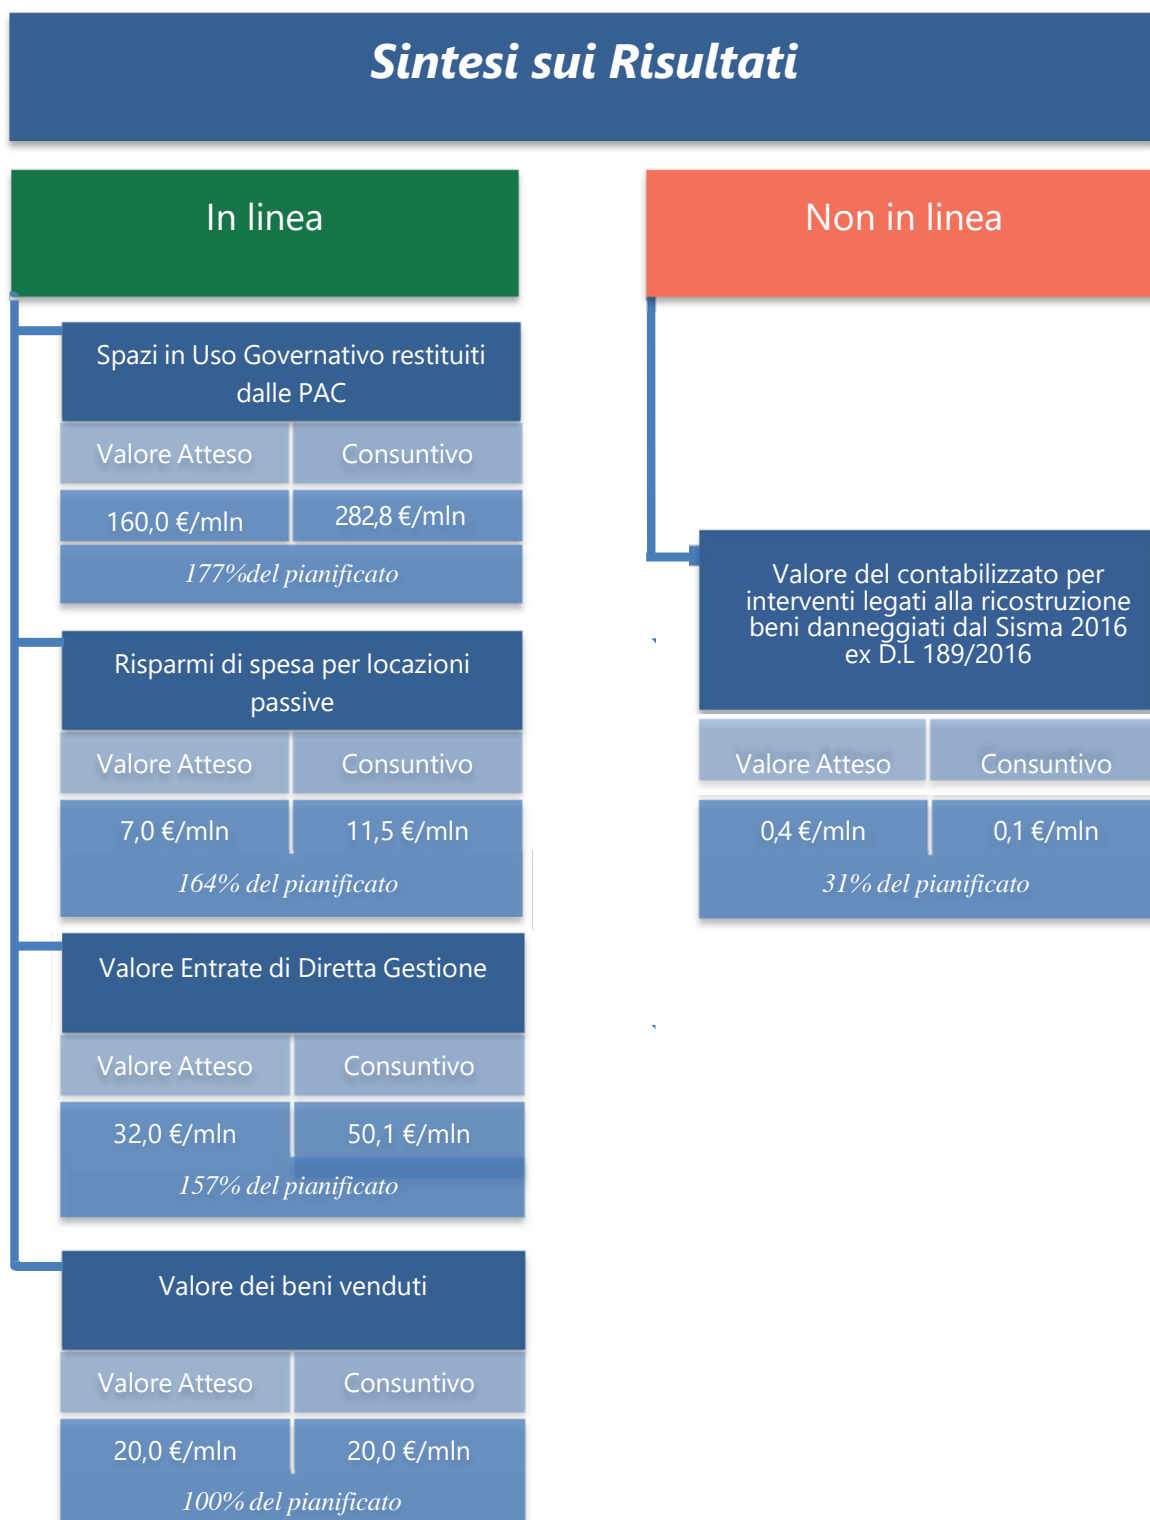 Sintesi sui Risultati
In linea
Spazi in Uso Governativo restituiti
dalle PAC
Valore Atteso Consuntivo
160,0 €/mln 282,8 €/mln
177%del pianificato
Risparmi di spesa per locazioni
passive
Valore Atteso Consuntivo
7,0 €/mln 11,5 €/mln
164% del pianificato
Valore Entrate di Diretta Gestione
Valore Atteso Consuntivo
32,0 €/mln 50,1 €/mln
157% del pianificato
Valore dei beni venduti
Valore Atteso Consuntivo
20,0 €/mln 20,0 €/mln
100% del pianificato
Non in linea
Valore del contabilizzato per
interventi legati alla ricostruzione
beni danneggiati dal Sisma 2016
ex D.L 189/2016
Valore Atteso Consuntivo
0,4 €/mln 0,1 €/mln
31% del pianificato